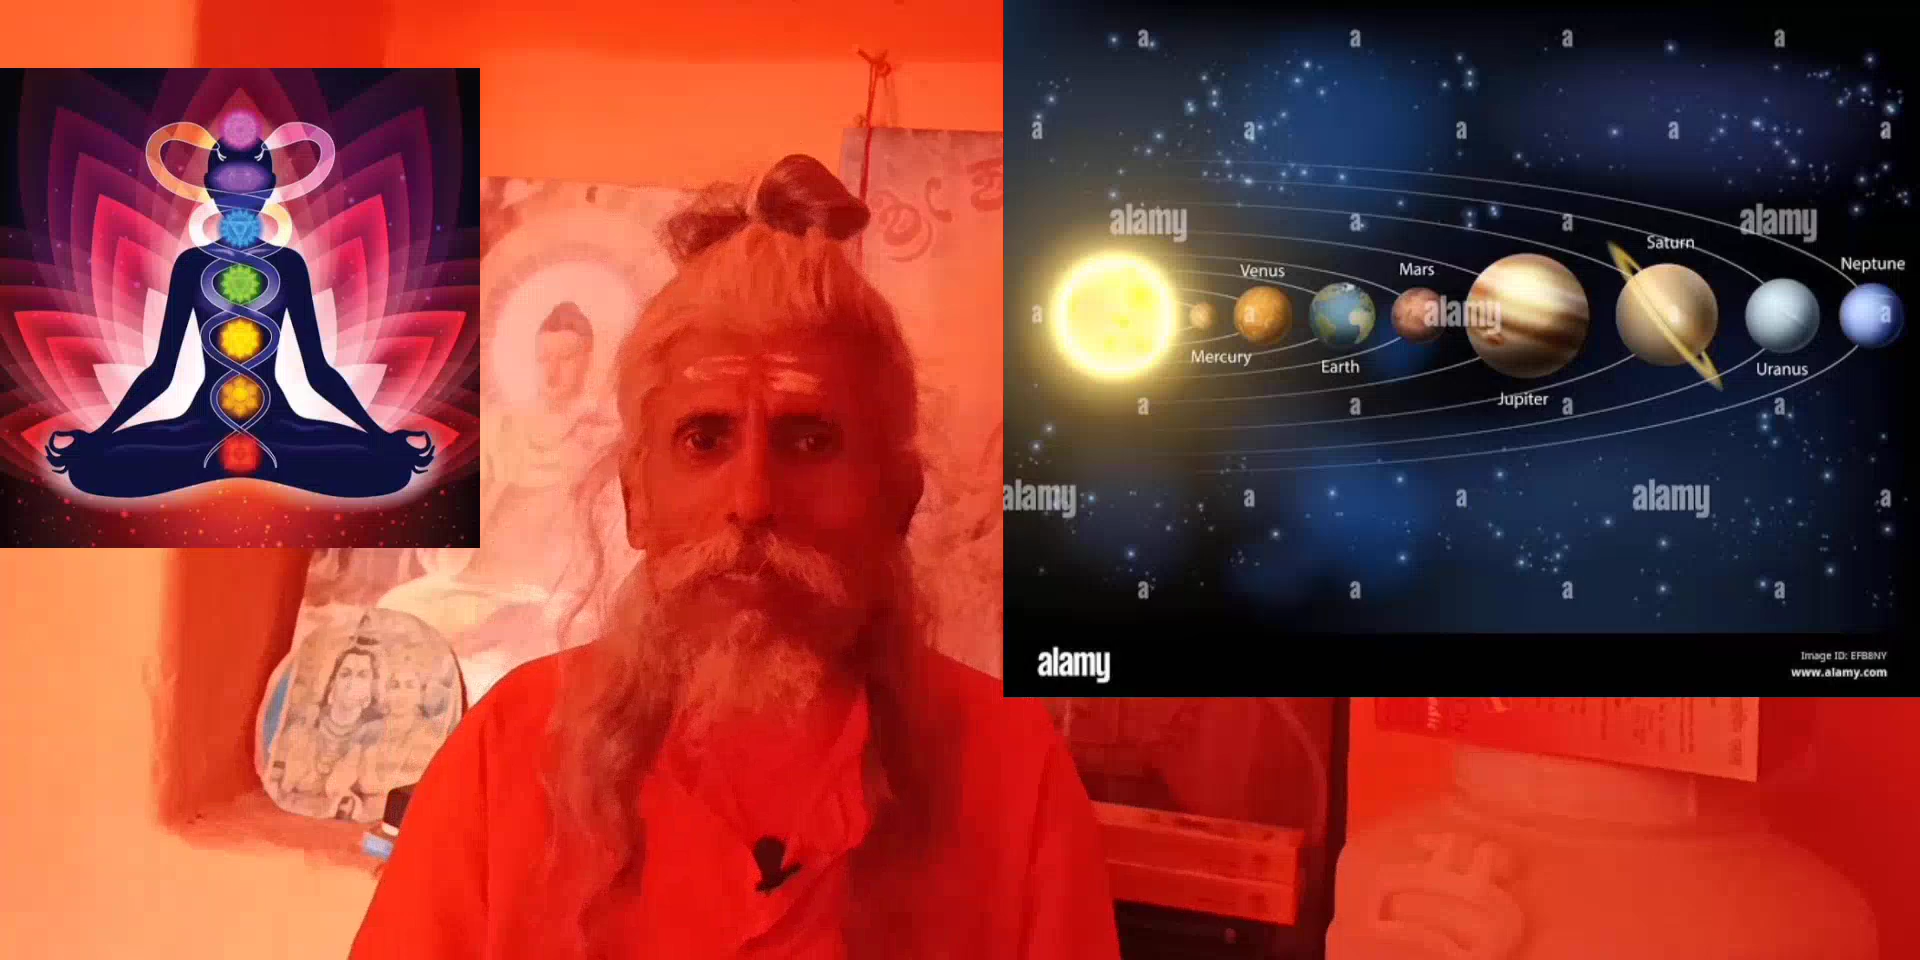 a a a a
a a a a a
alamy a a alamy
Saturn
Neptune
Venus
Mars
a alamy a a
Mercury
Earth
Uranus
Jupiter
a a a a
alamy a a alamy a
a a a a
alamy
Image ID: EFB8NY
www.alamy.com